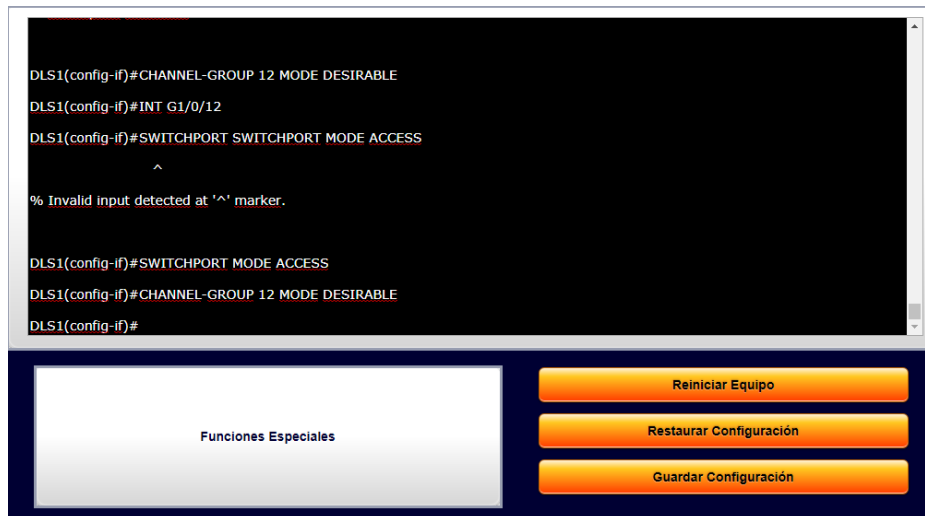 DLS1(config-if)#CHANNEL-GROUP 12 MODE DESIRABLE
DLS1(config-if)#INT G1/0/12
DLS1(config-if)#SWITCHPORT SWITCHPORT MODE ACCESS
^
% Invalid input detected at '^' marker.
DLS1(config-if)#SWITCHPORT MODE ACCESS
DLS1(config-if)#CHANNEL-GROUP 12 MODE DESIRABLE
DLS1(config-if)#
Funciones Especiales
Reiniciar Equipo
Restaurar Configuración
Guardar Configuración